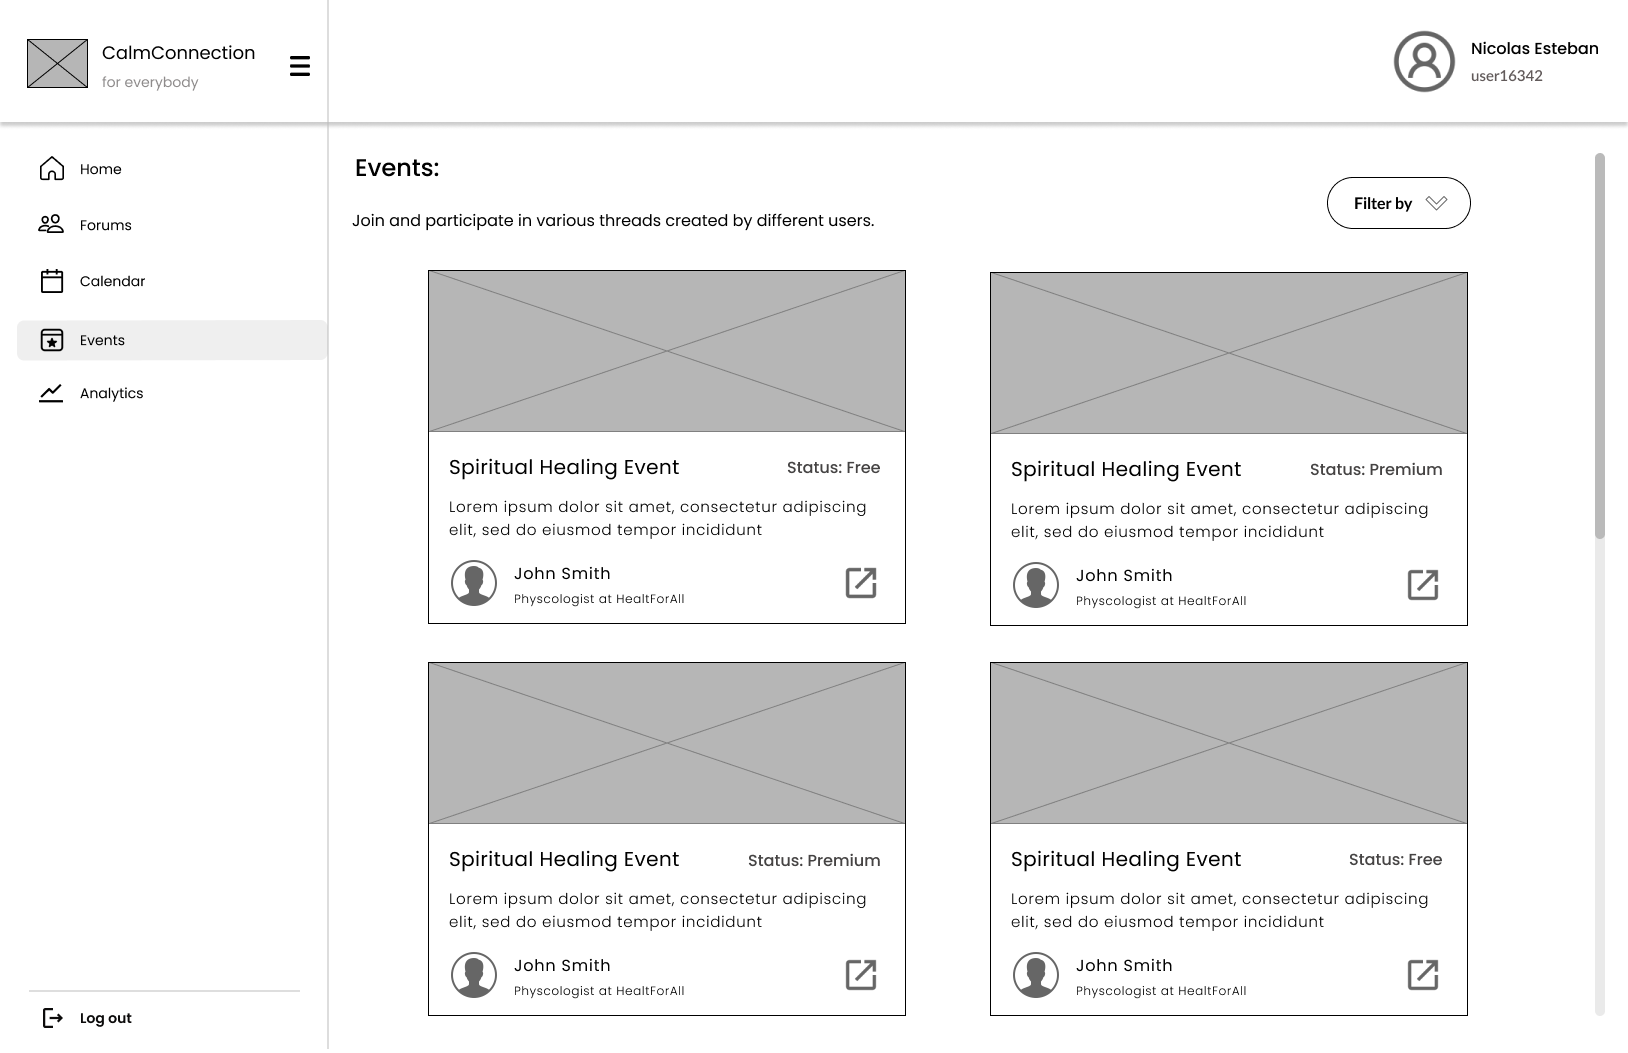 CalmConnection
for everybody
Nicolas Esteban
user16342
Home
Forums
Calendar
Events
Analytics
Log out
Events:
Join and participate in various threads created by different users.
Filter by
Spiritual Healing Event
Status: Free
Lorem ipsum dolor sit amet, consectetur adipiscing
elit, sed do eiusmod tempor incididunt
John Smith
Physcologist at HealtForAll
Spiritual Healing Event
Status: Premium
Lorem ipsum dolor sit amet, consectetur adipiscing
elit, sed do eiusmod tempor incididunt
John Smith
Physcologist at HealtForAll
Spiritual Healing Event
Status: Premium
Lorem ipsum dolor sit amet, consectetur adipiscing
elit, sed do eiusmod tempor incididunt
John Smith
Physcologist at HealtForAll
Spiritual Healing Event
Status: Free
Lorem ipsum dolor sit amet, consectetur adipiscing
elit, sed do eiusmod tempor incididunt
John Smith
Physcologist at HealtForAll